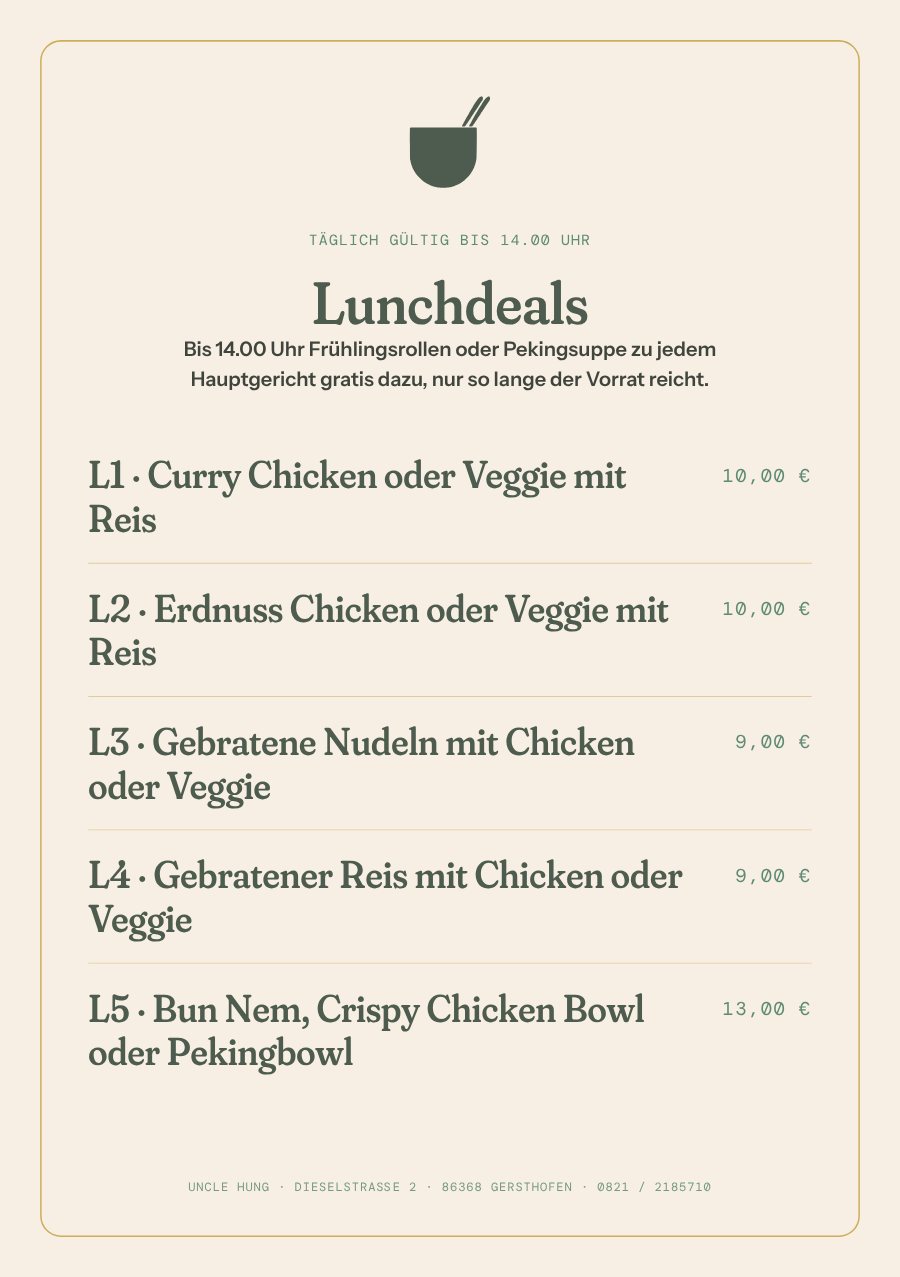 TÄGLICH GÜLTIG BIS 14.00 UHR
Lunchdeals
Bis 14.00 Uhr Frühlingsrollen oder Pekingsuppe zu jedem
Hauptgericht gratis dazu, nur so lange der Vorrat reicht.
L1 · Curry Chicken oder Veggie mit 10,00 €
Reis
L2 · Erdnuss Chicken oder Veggie mit 10,00 €
Reis
L3 · Gebratene Nudeln mit Chicken 9,00 €
oder Veggie
L4 · Gebratener Reis mit Chicken oder 9,00 €
Veggie
L5 · Bun Nem, Crispy Chicken Bowl 13,00 €
oder Pekingbowl
UNCLE HUNG · DIESELSTRASSE 2 · 86368 GERSTHOFEN · 0821 / 2185710